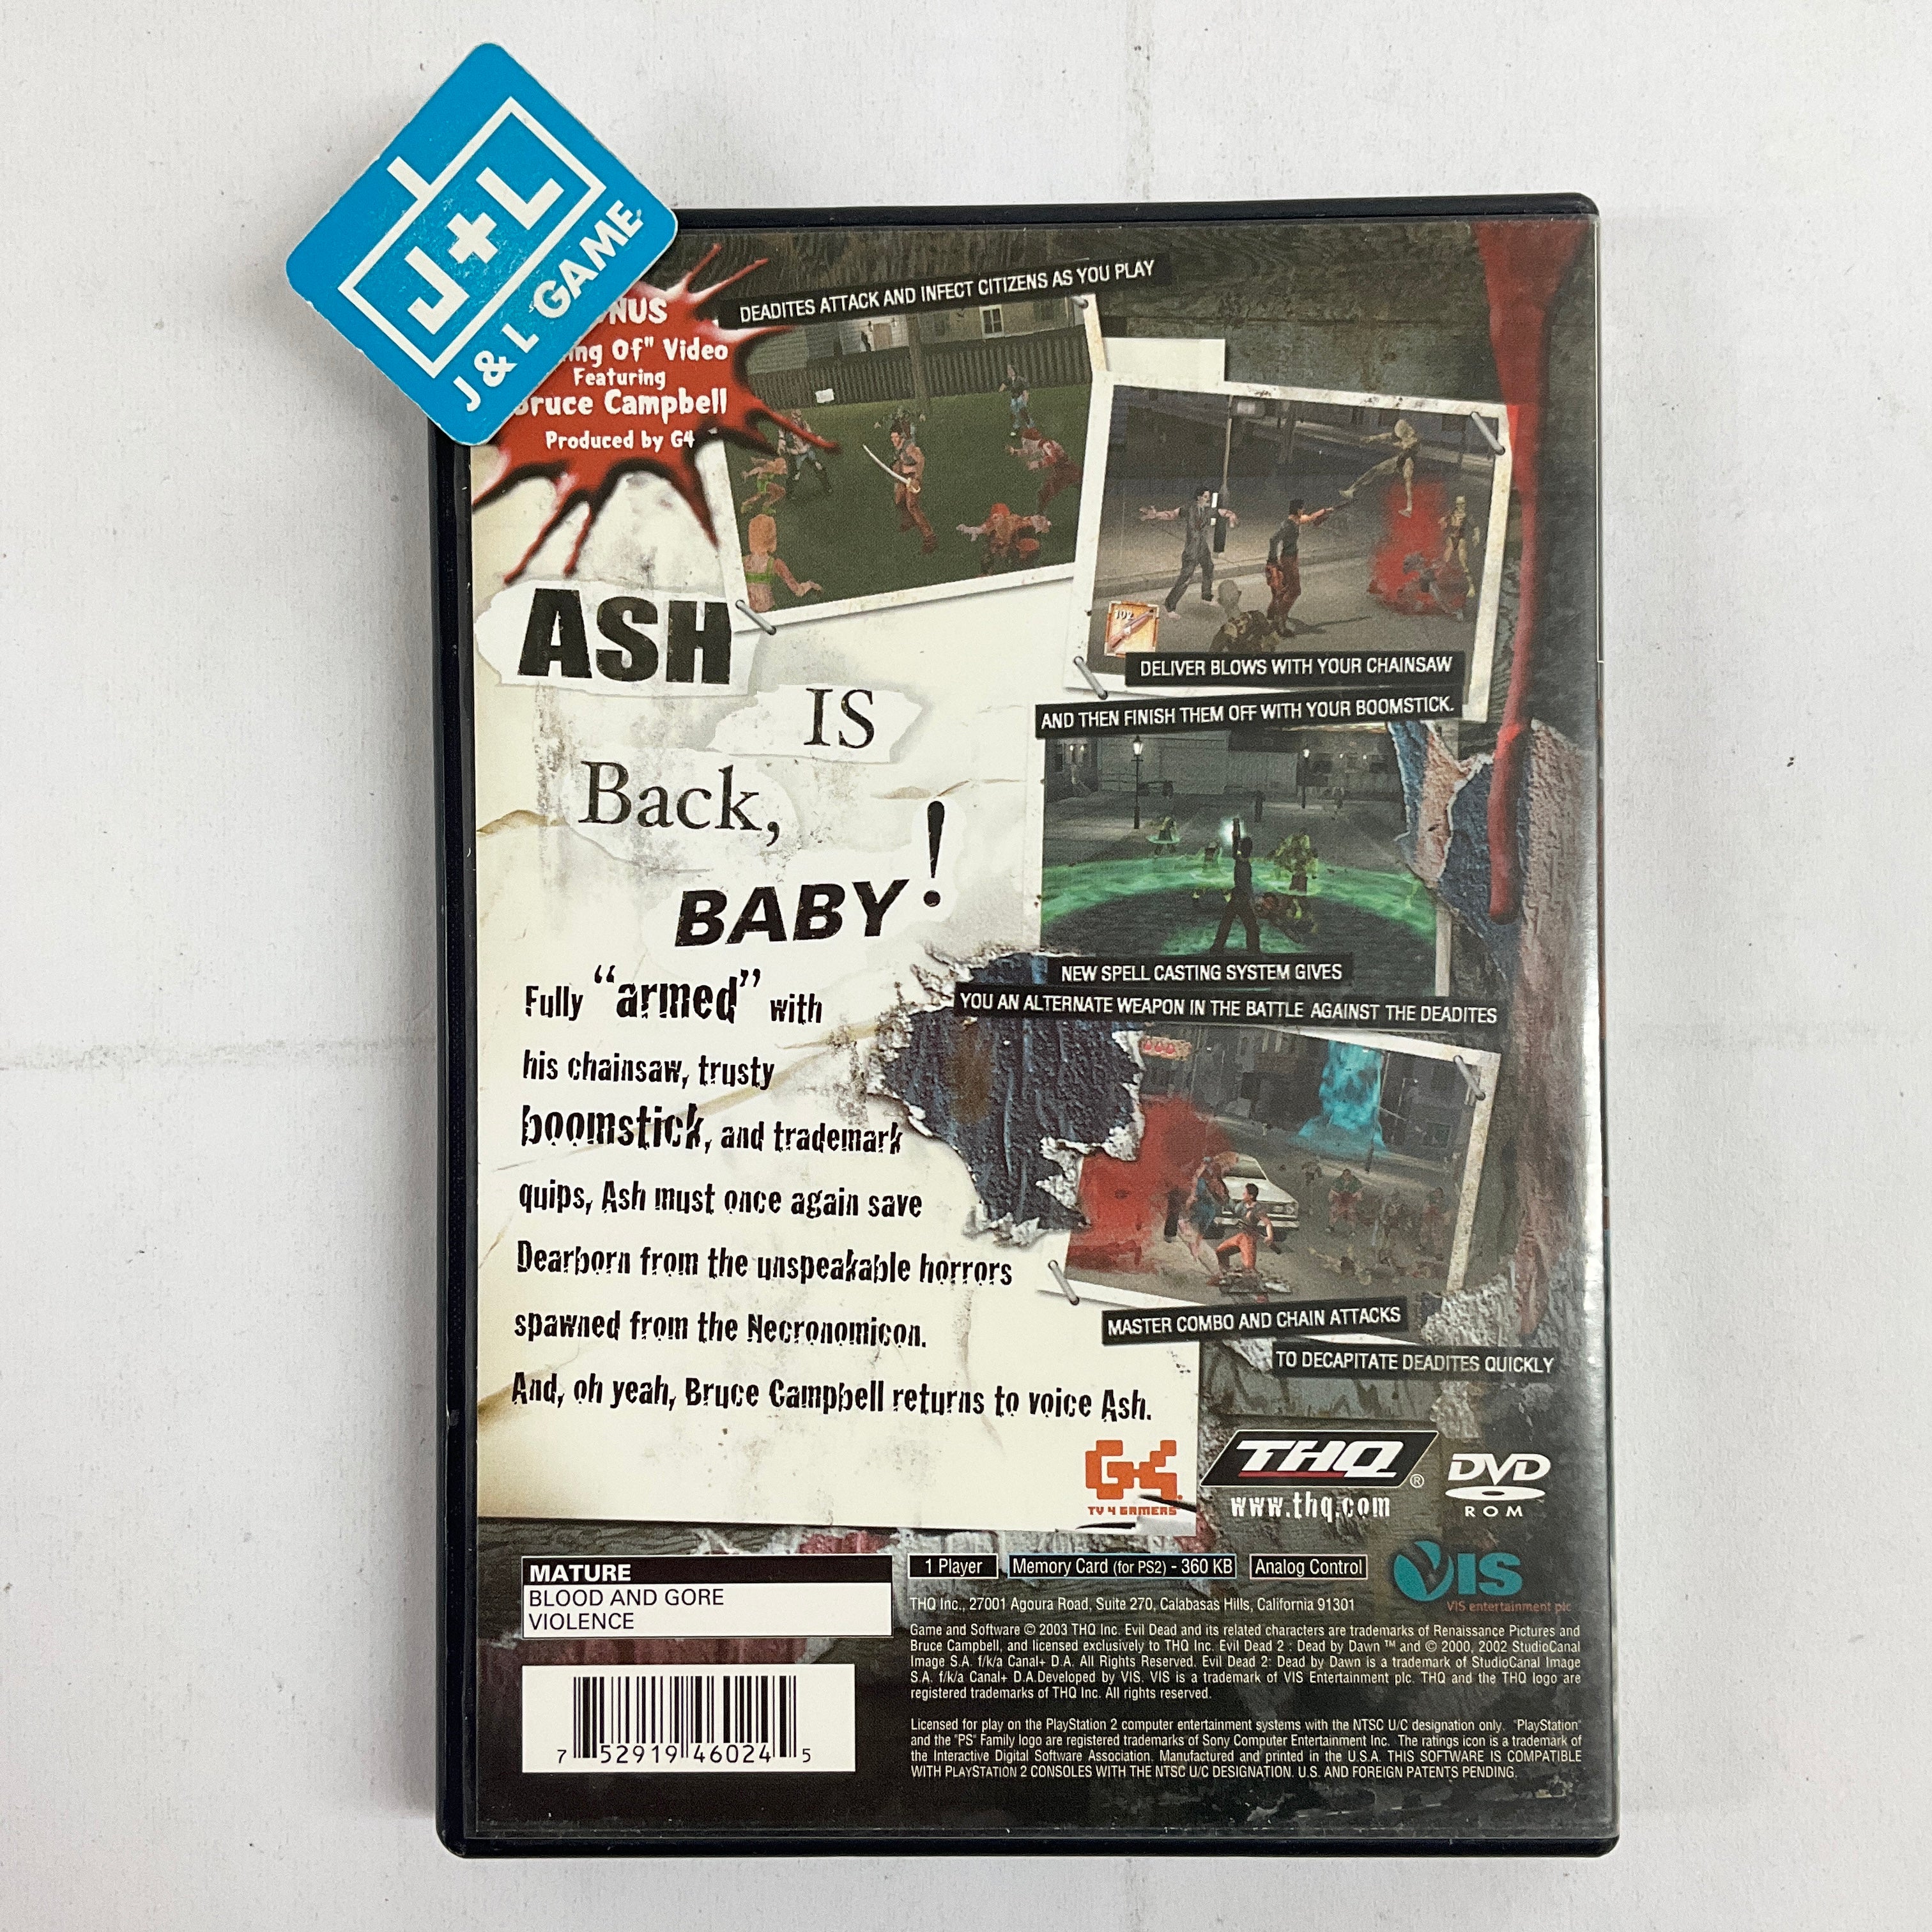 J+L
J & L GAME
Of" Video
Featuring
Bruce Campbell
Produced by G4
DEADITES ATTACK AND INFECT CITIZENS AS YOU PLAY
192
DELIVER BLOWS WITH YOUR CHAINSAW
AND THEN FINISH THEM OFF WITH YOUR BOOMSTICK.
ASH
IS
Back,
BABY!
NEW SPELL CASTING SYSTEM GIVES
YOU AN ALTERNATE WEAPON IN THE BATTLE AGAINST THE DEADITES
Fully "armed" with
his chainsaw, trusty
boomstick, and trademark
quips, Ash must once again save
Dearborn from the unspeakable horrors
spawned from the Necronomicon.
And, oh yeah, Bruce Campbell returns to voice Ash.
MASTER COMBO AND CHAIN ATTACKS
TO DECAPITATE DEADITES QUICKLY
G4
TV 4 GAMERS
THQ®
www.thq.com
DVD
ROM
MATURE
BLOOD AND GORE
VIOLENCE
1 Player
Memory Card (for PS2) - 360 KB
Analog Control
VIS
VIS entertainment plc
THQ Inc., 27001 Agoura Road, Suite 270, Calabasas Hills, California 91301
Game and Software © 2003 THQ Inc. Evil Dead and its related characters are trademarks of Renaissance Pictures and
Bruce Campbell, and licensed exclusively to THQ Inc. Evil Dead 2 : Dead by Dawn ™ and © 2000, 2002 StudioCanal
Image S.A. f/k/a Canal+ D.A. All Rights Reserved. Evil Dead 2: Dead by Dawn is a trademark of StudioCanal Image
S.A. f/k/a Canal+ D.A.Developed by VIS. VIS is a trademark of VIS Entertainment plc. THQ and the THQ logo are
registered trademarks of THQ Inc. All rights reserved.
Licensed for play on the PlayStation 2 computer entertainment systems with the NTSC U/C designation only. "PlayStation"
and the "PS" Family logo are registered trademarks of Sony Computer Entertainment Inc. The ratings icon is a trademark of
the Interactive Digital Software Association. Manufactured and printed in the U.S.A. THIS SOFTWARE IS COMPATIBLE
WITH PLAYSTATION 2 CONSOLES WITH THE NTSC U/C DESIGNATION. U.S. AND FOREIGN PATENTS PENDING.
7 52919 46024 5